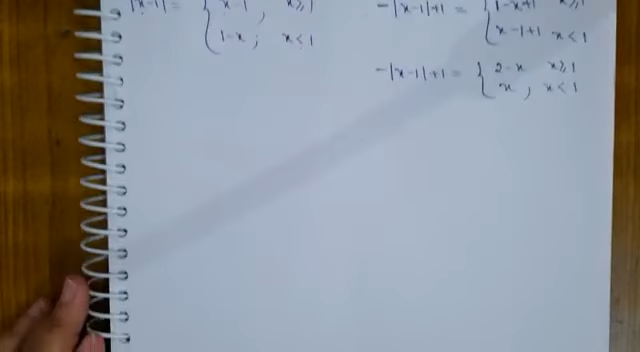 |x-1| = { x-1 , x≥1
1-x ; x<1
-|x-1|+1 = { 1-x+1 x≥1
x-1+1 x<1
-|x-1|+1 = { 2-x x≥1
x , x<1